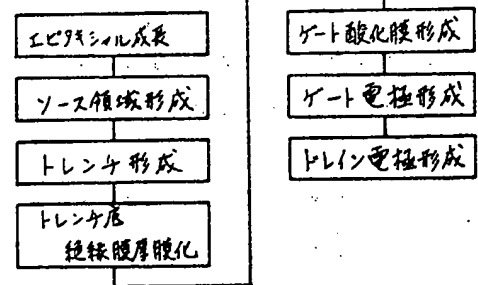 エピタキシャル成長
ソース領域形成
トレンチ形成
トレンチ底
絶縁膜厚膜化
ゲート酸化膜形成
ゲート電極形成
ドレイン電極形成